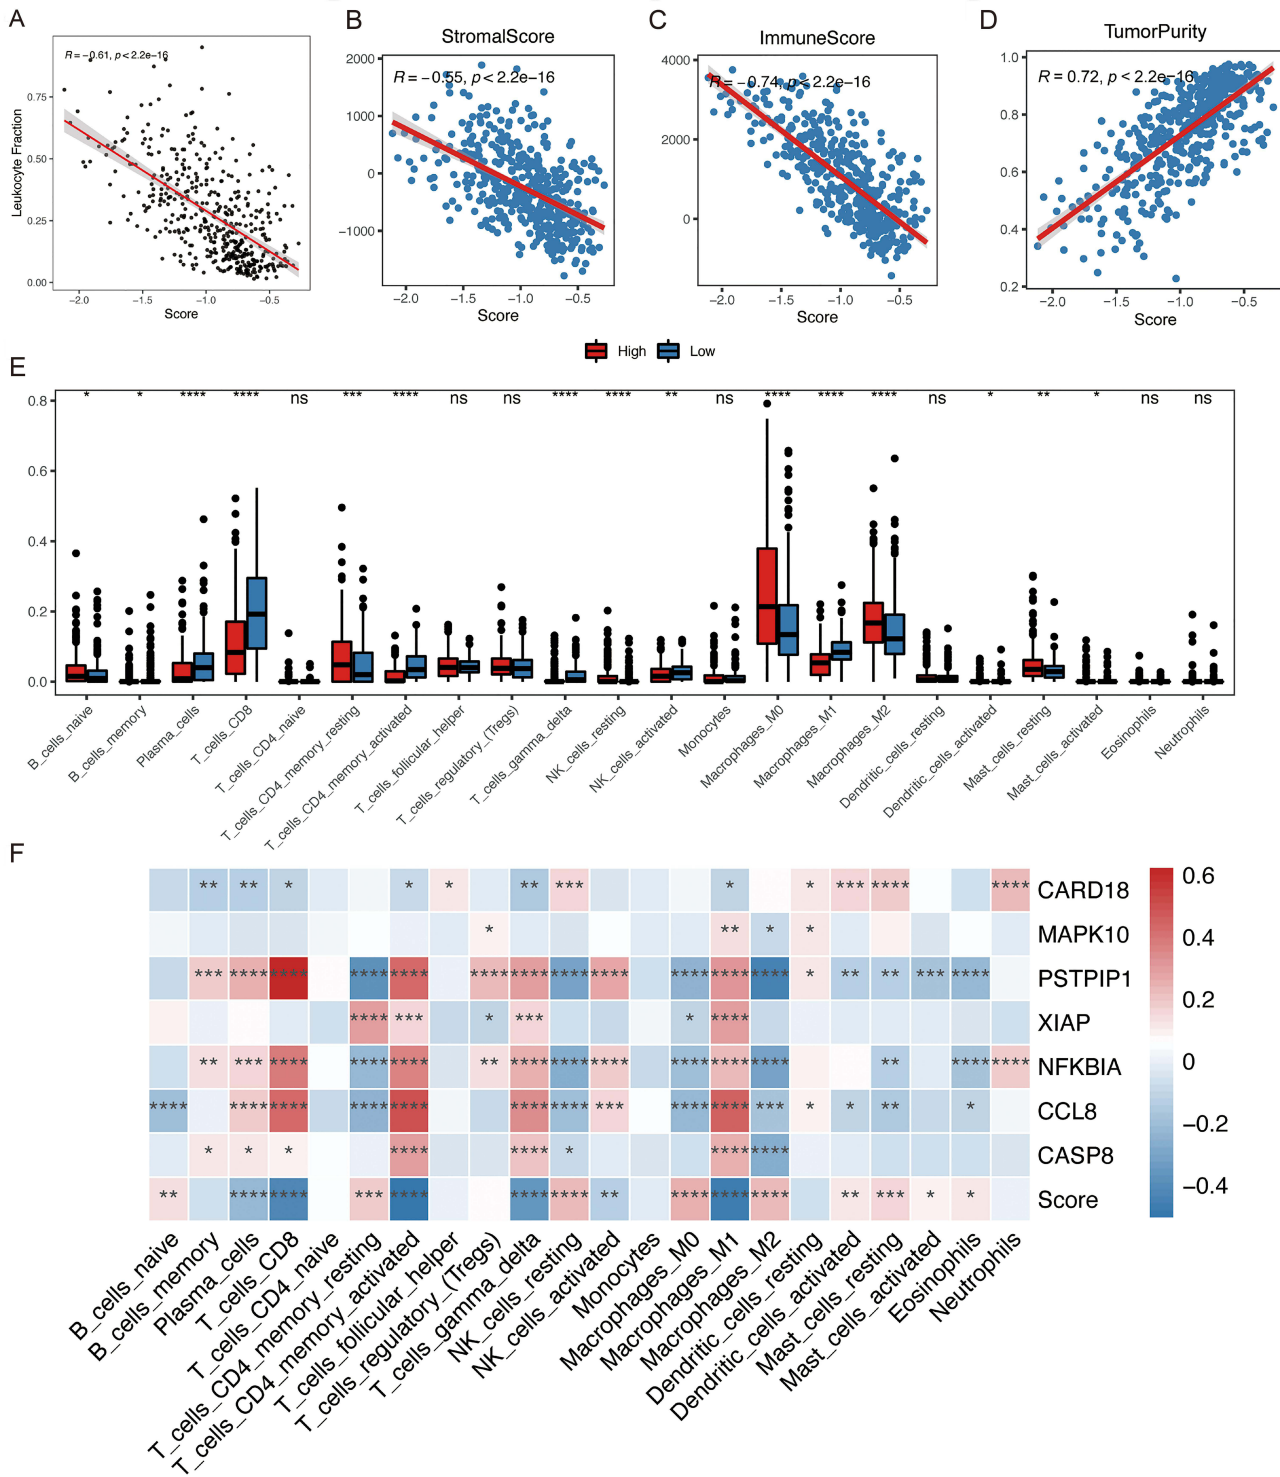 A
R = −0.61, p < 2.2e−16
Leukocyte Fraction
0.75
0.50
0.25
0.00
−2.0 −1.5 −1.0 −0.5
Score
B
StromalScore
R = −0.55, p < 2.2e−16
2000
1000
0
−1000
−2.0 −1.5 −1.0 −0.5
Score
C
ImmuneScore
R = −0.74, p < 2.2e−16
4000
2000
0
−2.0 −1.5 −1.0 −0.5
Score
D
TumorPurity
R = 0.72, p < 2.2e−16
1.0
0.8
0.6
0.4
0.2
−2.0 −1.5 −1.0 −0.5
Score
High Low
E
* * **** **** ns *** **** ns ns **** **** ** ns **** **** **** ns * ** * ns ns
0.8
0.6
0.4
0.2
0.0
B_cells_naive
B_cells_memory
Plasma_cells
T_cells_CD8
T_cells_CD4_naive
T_cells_CD4_memory_resting
T_cells_CD4_memory_activated
T_cells_follicular_helper
T_cells_regulatory_(Tregs)
T_cells_gamma_delta
NK_cells_resting
NK_cells_activated
Monocytes
Macrophages_M0
Macrophages_M1
Macrophages_M2
Dendritic_cells_resting
Dendritic_cells_activated
Mast_cells_resting
Mast_cells_activated
Eosinophils
Neutrophils
F
** ** * * * ** *** * * *** **** **** CARD18
* ** * * MAPK10
*** **** **** **** **** **** **** **** **** **** **** **** * ** ** *** **** PSTPIP1
**** *** * *** * **** XIAP
** *** **** **** **** ** **** **** **** **** **** **** ** **** **** NFKBIA
**** **** **** **** **** **** **** *** **** **** *** * * ** * CCL8
* * * **** **** * **** **** CASP8
** **** **** *** **** **** **** ** **** **** **** ** *** * * Score
0.6
0.4
0.2
0
−0.2
−0.4
B_cells_naive
B_cells_memory
Plasma_cells
T_cells_CD8
T_cells_CD4_naive
T_cells_CD4_memory_resting
T_cells_CD4_memory_activated
T_cells_follicular_helper
T_cells_regulatory_(Tregs)
T_cells_gamma_delta
NK_cells_resting
NK_cells_activated
Monocytes
Macrophages_M0
Macrophages_M1
Macrophages_M2
Dendritic_cells_resting
Dendritic_cells_activated
Mast_cells_resting
Mast_cells_activated
Eosinophils
Neutrophils